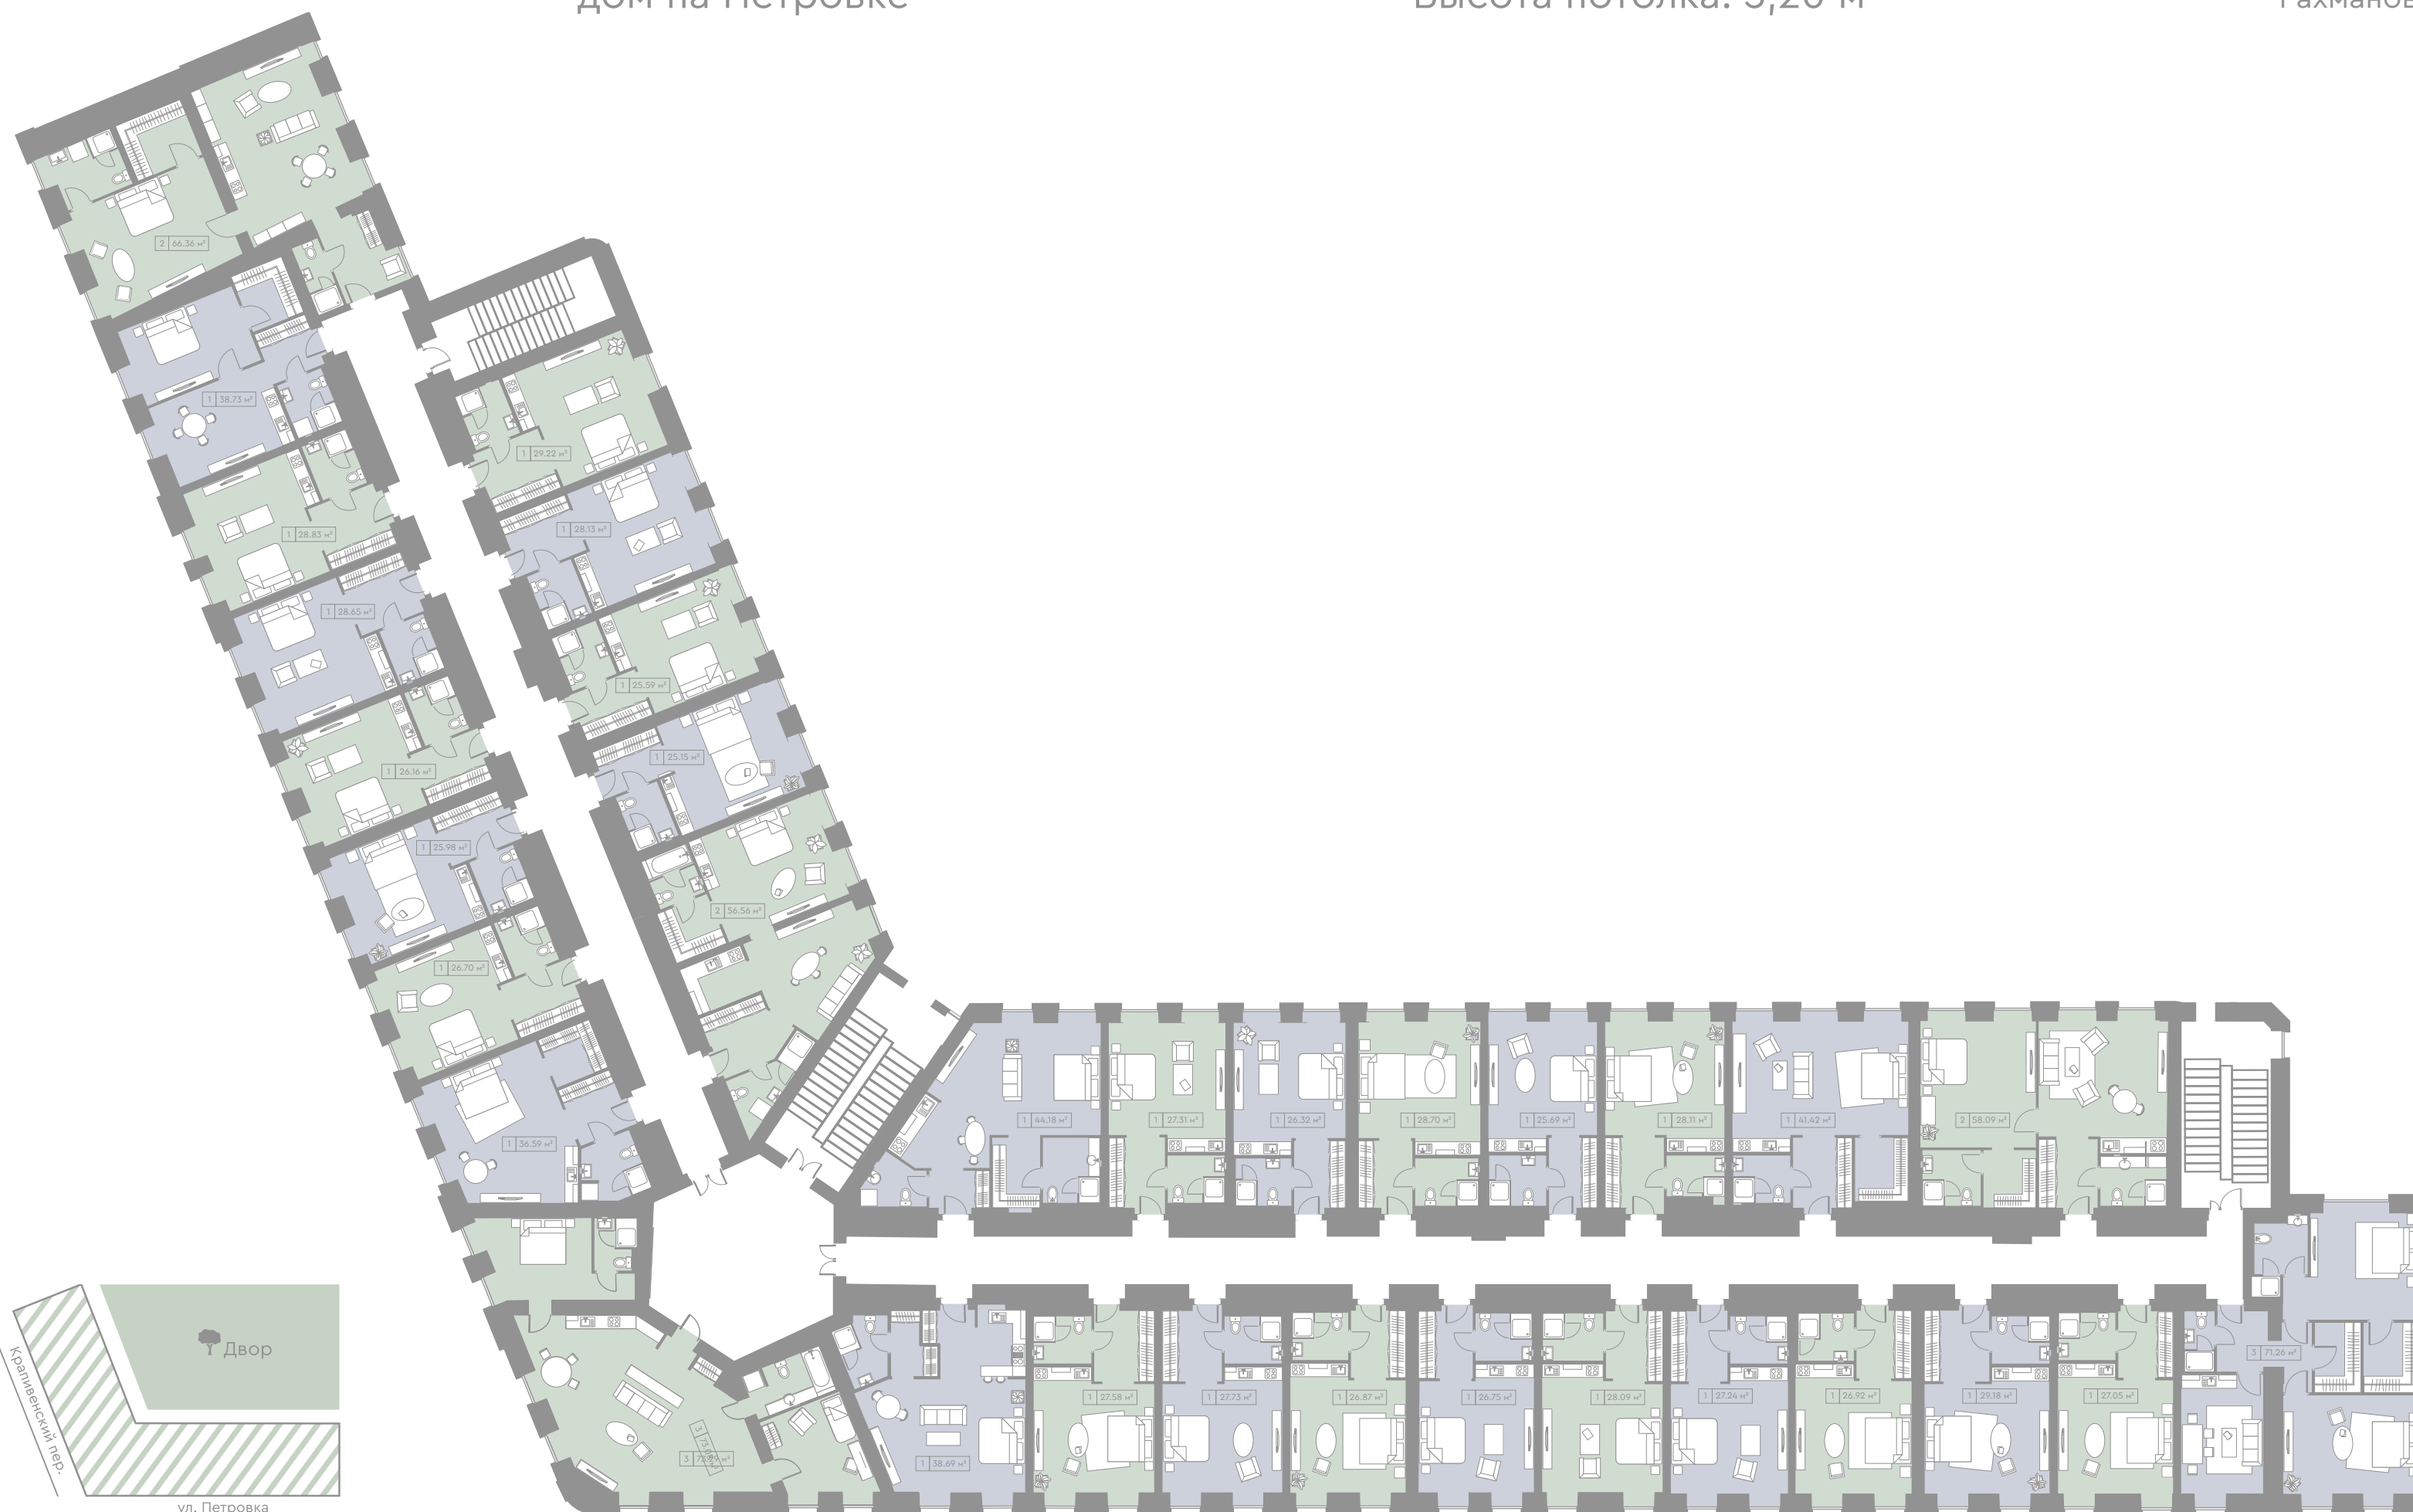 дом на Петровке
Высота потолка: 3,20 м
2 66.36 м²
1 38.73 м²
1 29.22 м²
1 28.13 м²
1 28.83 м²
1 28.65 м²
1 25.59 м²
1 25.15 м²
1 26.16 м²
1 25.98 м²
2 56.56 м²
1 26.70 м²
1 36.59 м²
1 44.18 м²
1 27.31 м²
1 26.32 м²
1 28.70 м²
1 25.69 м²
1 28.11 м²
1 41.42 м²
2 58.09 м²
3 71.26 м²
1 38.69 м²
1 27.58 м²
1 27.73 м²
1 26.87 м²
1 26.75 м²
1 28.09 м²
1 27.24 м²
1 26.92 м²
1 29.18 м²
1 27.05 м²
Двор
Крапивенский пер.
ул. Петровка